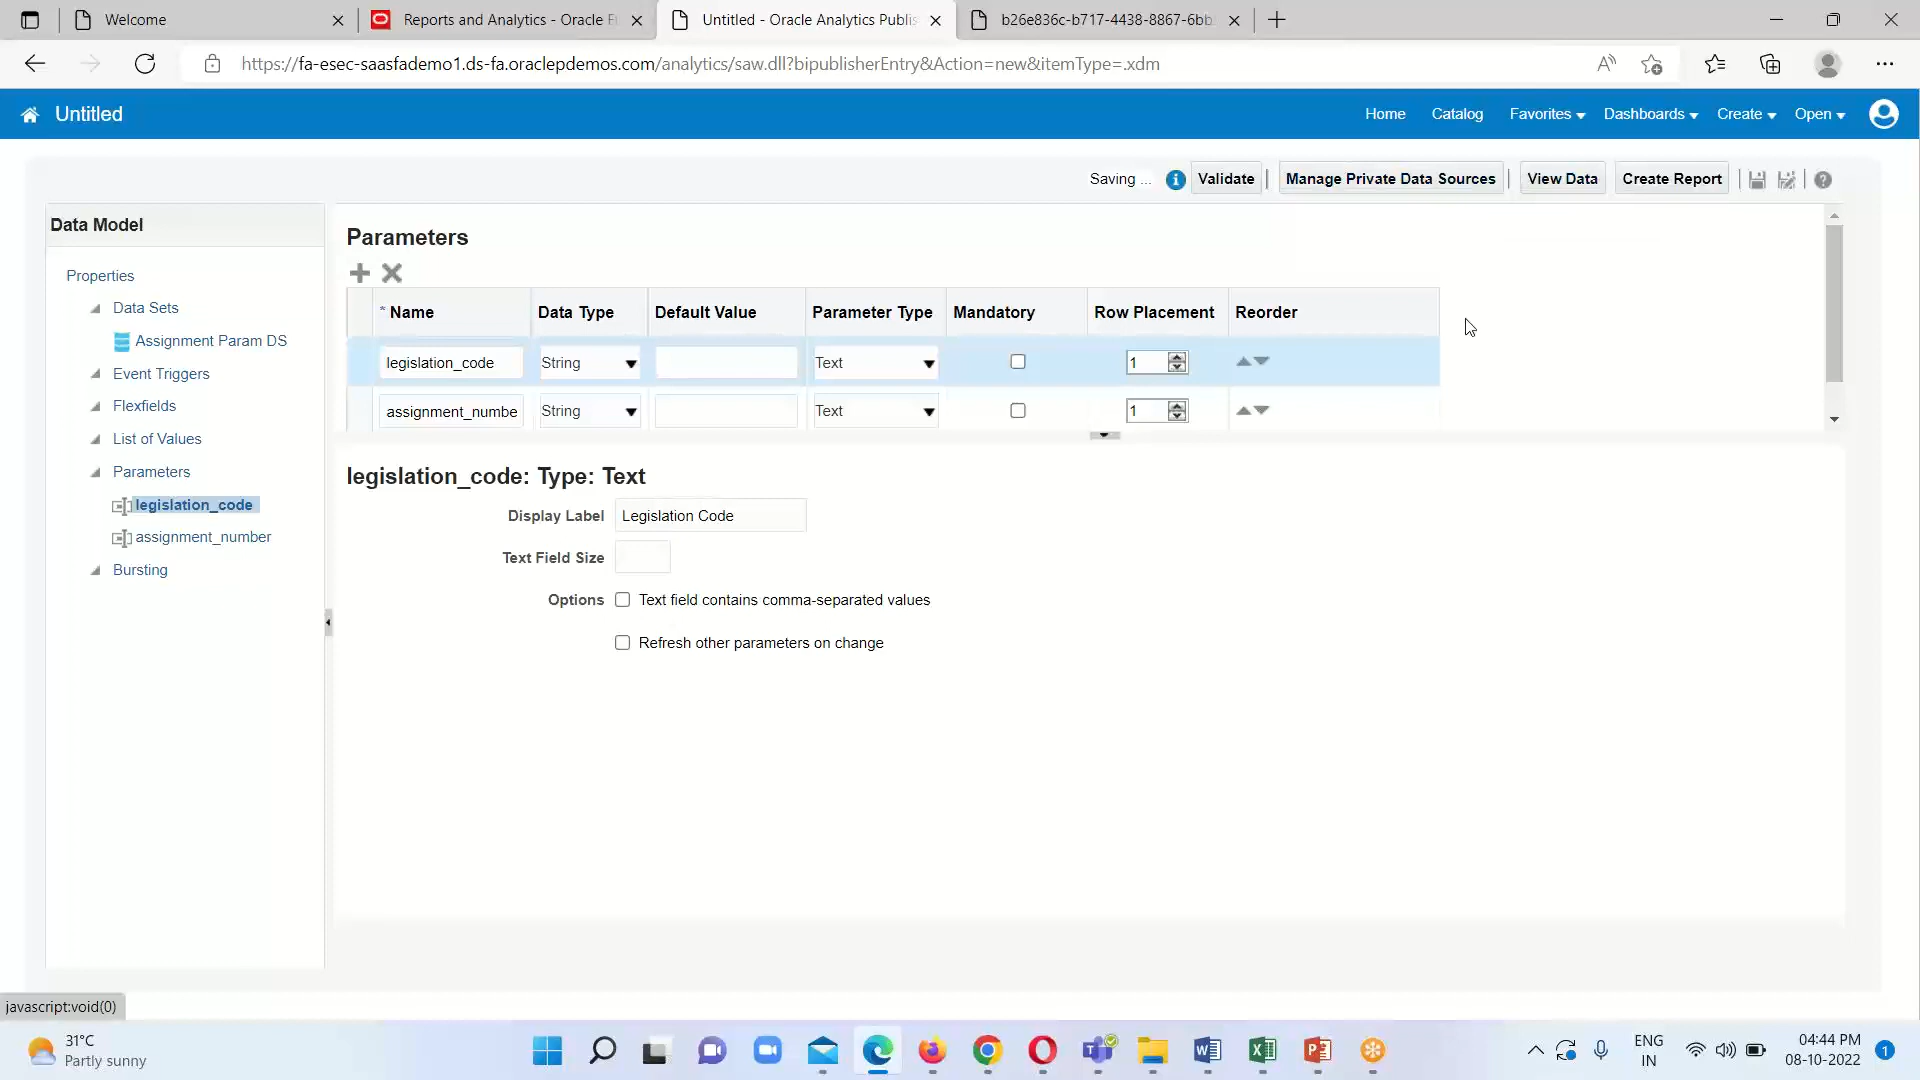 Welcome
Reports and Analytics - Oracle F
Untitled - Oracle Analytics Publis
b26e836c-b717-4438-8867-6bb
https://fa-esec-saasfademo1.ds-fa.oraclepdemos.com/analytics/saw.dll?bipublisherEntry&Action=new&itemType=.xdm
Untitled
Home Catalog Favorites Dashboards Create Open
Saving ... Validate Manage Private Data Sources View Data Create Report
Data Model
Properties
Data Sets
Assignment Param DS
Event Triggers
Flexfields
List of Values
Parameters
legislation_code
assignment_number
Bursting
Parameters
* Name Data Type Default Value Parameter Type Mandatory Row Placement Reorder
legislation_code String Text 1
assignment_numbe String Text 1
legislation_code: Type: Text
Display Label Legislation Code
Text Field Size
Options Text field contains comma-separated values
Refresh other parameters on change
javascript:void(0)
31°C
Partly sunny
ENG
IN
04:44 PM
08-10-2022
1